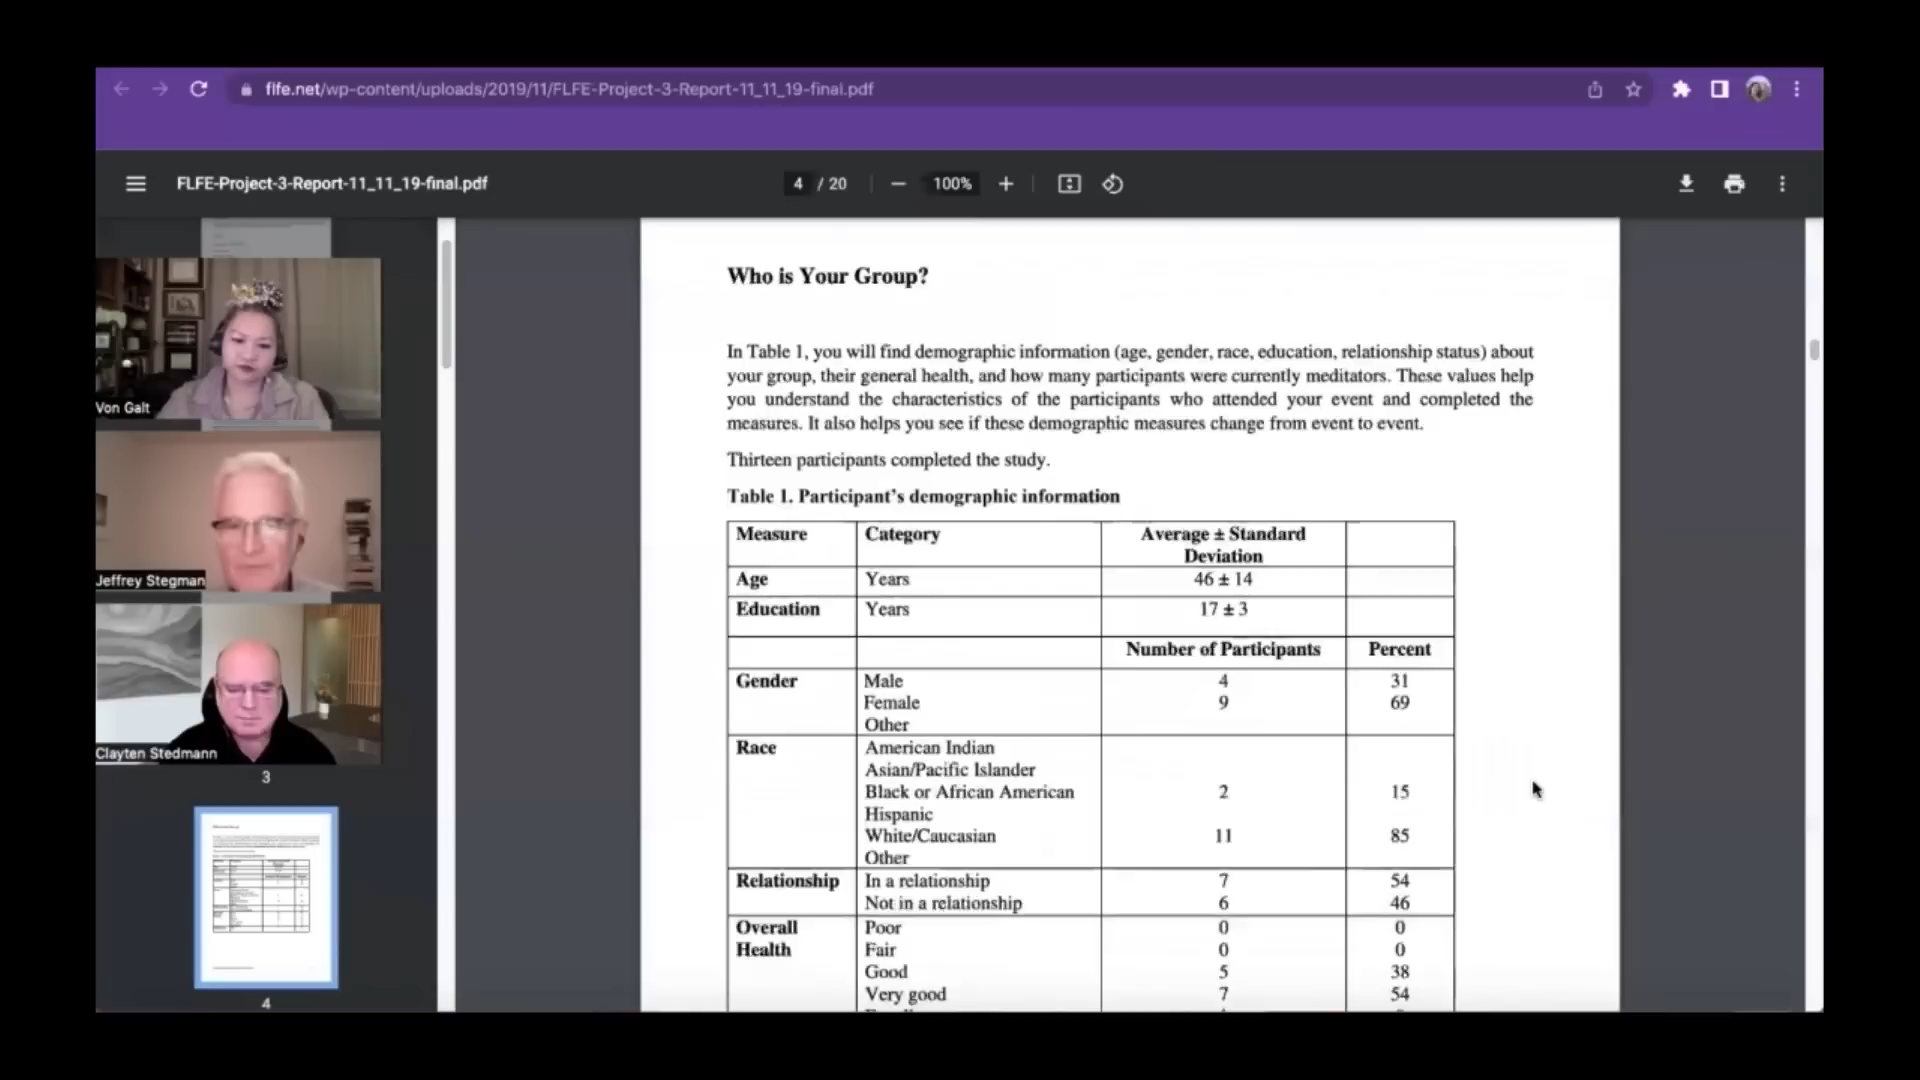 flfe.net/wp-content/uploads/2019/11/FLFE-Project-3-Report-11_11_19-final.pdf
FLFE-Project-3-Report-11_11_19-final.pdf
4 / 20
100%
Von Galt
Jeffrey Stegman
Clayten Stedmann
3
4
Who is Your Group?
In Table 1, you will find demographic information (age, gender, race, education, relationship status) about
your group, their general health, and how many participants were currently meditators. These values help
you understand the characteristics of the participants who attended your event and completed the
measures. It also helps you see if these demographic measures change from event to event.
Thirteen participants completed the study.
Table 1. Participant's demographic information
Measure Category Average ± Standard
Deviation
Age Years 46 ± 14
Education Years 17 ± 3
Number of Participants Percent
Gender Male 4 31
Female 9 69
Other
Race American Indian
Asian/Pacific Islander
Black or African American 2 15
Hispanic
White/Caucasian 11 85
Other
Relationship In a relationship 7 54
Not in a relationship 6 46
Overall Poor 0 0
Health Fair 0 0
Good 5 38
Very good 7 54